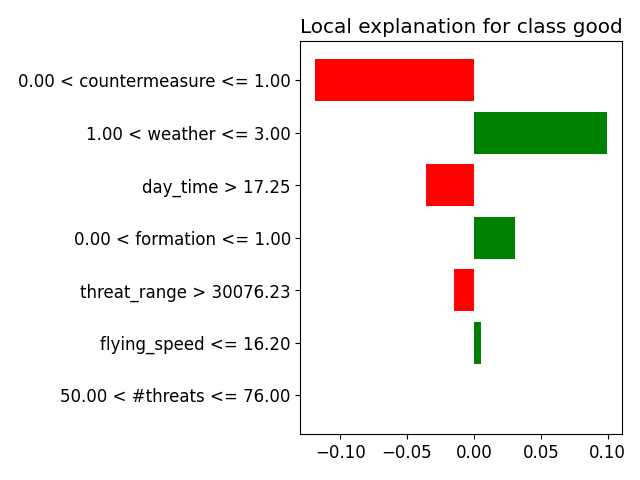 Local explanation for class good
0.00 < countermeasure <= 1.00
1.00 < weather <= 3.00
day_time > 17.25
0.00 < formation <= 1.00
threat_range > 30076.23
flying_speed <= 16.20
50.00 < #threats <= 76.00
−0.10 −0.05 0.00 0.05 0.10